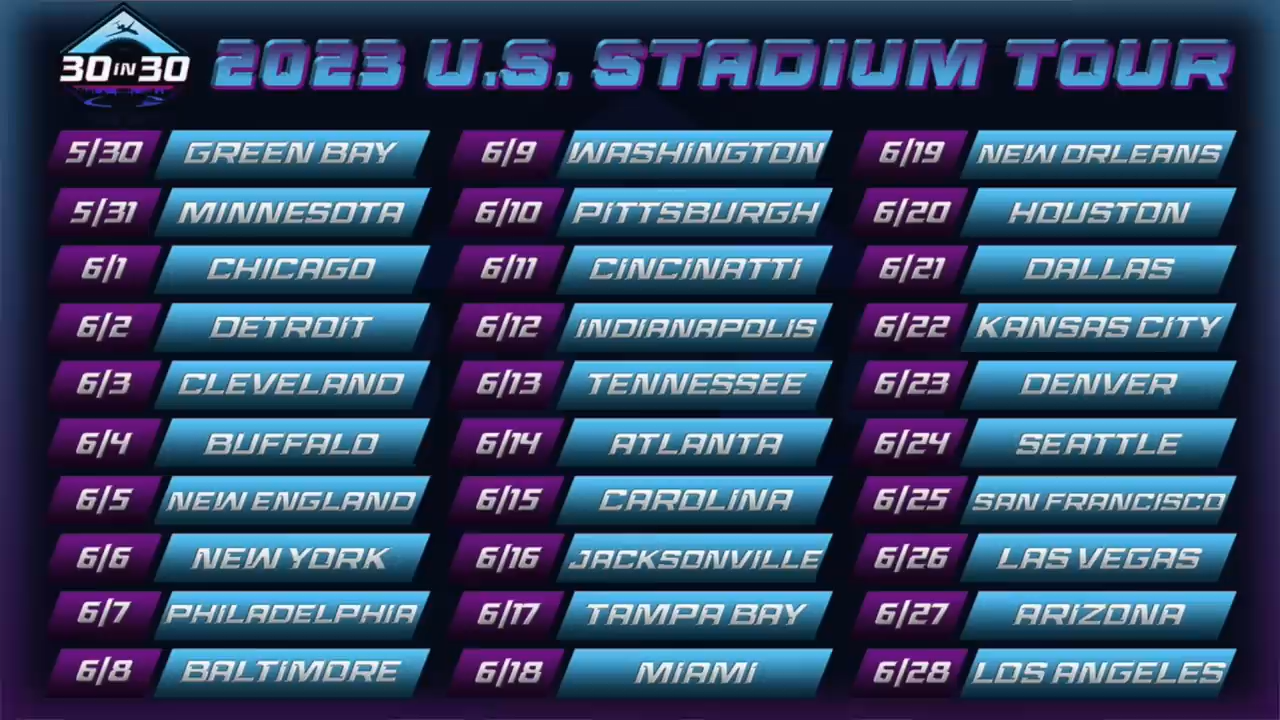 30 IN 30
2023 U.S. STADIUM TOUR
5/30 GREEN BAY
5/31 MINNESOTA
6/1 CHICAGO
6/2 DETROIT
6/3 CLEVELAND
6/4 BUFFALO
6/5 NEW ENGLAND
6/6 NEW YORK
6/7 PHILADELPHIA
6/8 BALTIMORE
6/9 WASHINGTON
6/10 PITTSBURGH
6/11 CINCINATTI
6/12 INDIANAPOLIS
6/13 TENNESSEE
6/14 ATLANTA
6/15 CAROLINA
6/16 JACKSONVILLE
6/17 TAMPA BAY
6/18 MIAMI
6/19 NEW ORLEANS
6/20 HOUSTON
6/21 DALLAS
6/22 KANSAS CITY
6/23 DENVER
6/24 SEATTLE
6/25 SAN FRANCISCO
6/26 LAS VEGAS
6/27 ARIZONA
6/28 LOS ANGELES